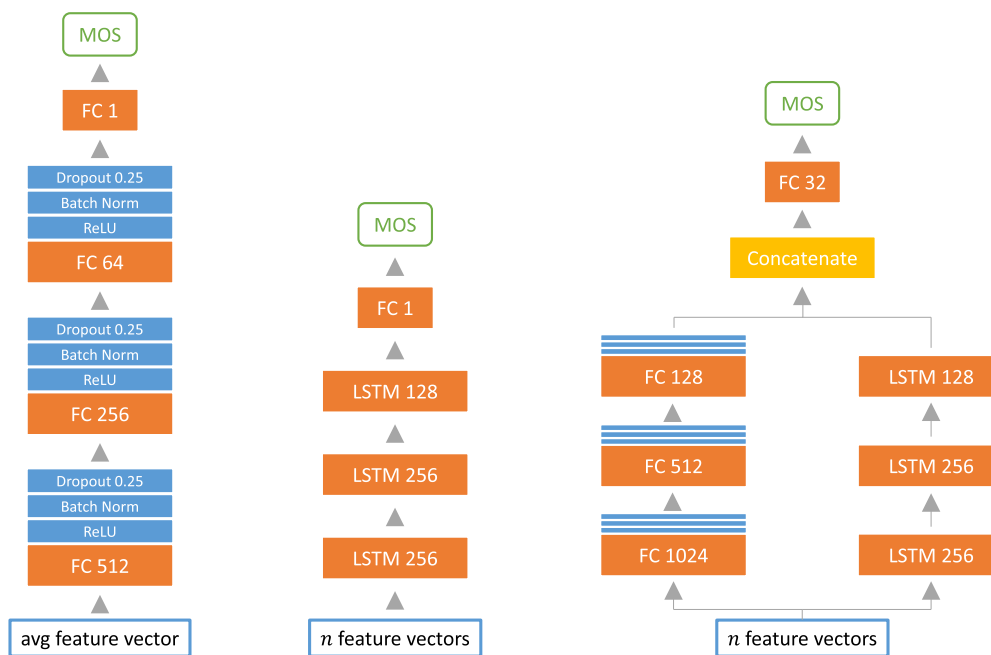 MOS
FC 1
Dropout 0.25
Batch Norm
ReLU
FC 64
Dropout 0.25
Batch Norm
ReLU
FC 256
Dropout 0.25
Batch Norm
ReLU
FC 512
avg feature vector
MOS
FC 1
LSTM 128
LSTM 256
LSTM 256
n feature vectors
MOS
FC 32
Concatenate
FC 128
FC 512
FC 1024
LSTM 128
LSTM 256
LSTM 256
n feature vectors